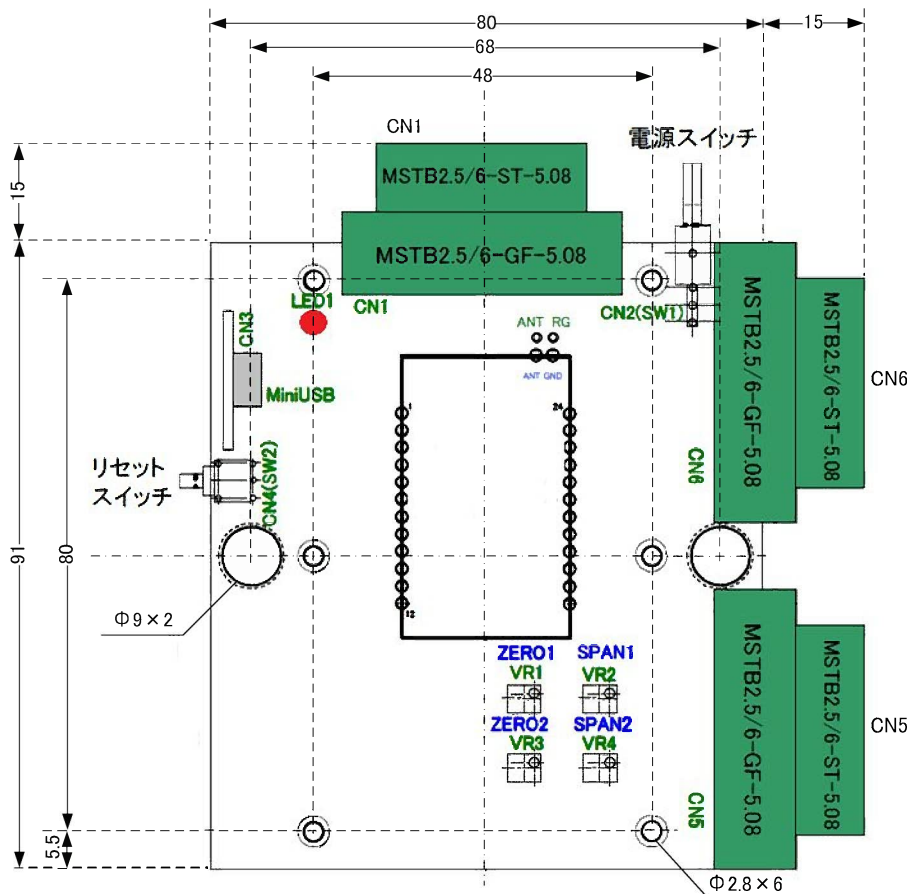 80
15
68
48
CN1
電源スイッチ
15
MSTB2.5/6-ST-5.08
MSTB2.5/6-GF-5.08
LED1
CN1
CN2(SW1)
CN3
ANT RG
ANT GND
MiniUSB
MSTB2.5/6-GF-5.08
MSTB2.5/6-ST-5.08
CN6
1
24
リセット
スイッチ
CN4(SW2)
CN6
91
80
12
Φ9×2
ZERO1
SPAN1
VR1
VR2
ZERO2
SPAN2
VR3
VR4
MSTB2.5/6-GF-5.08
MSTB2.5/6-ST-5.08
CN5
CN5
5.5
Φ2.8×6